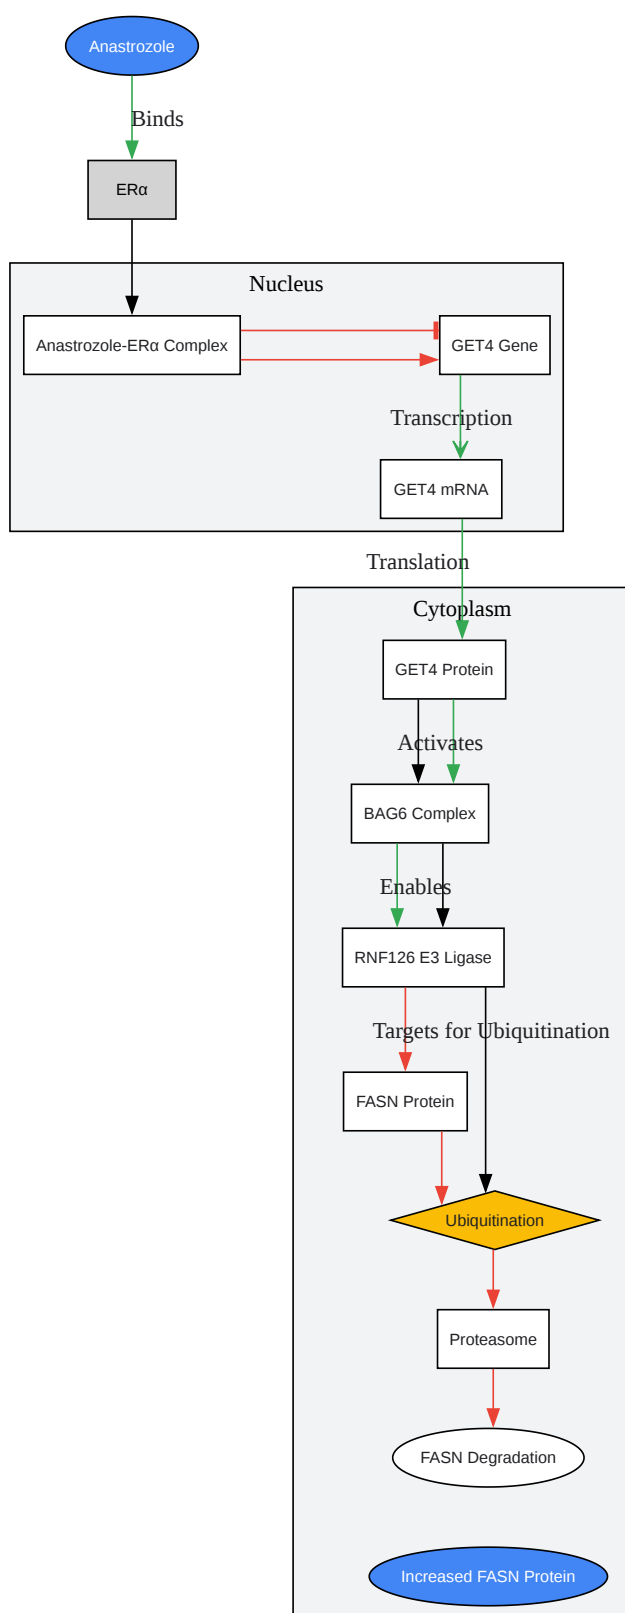 Anastrozole
Binds
ERα
Nucleus
Anastrozole-ERα Complex
GET4 Gene
Transcription
GET4 mRNA
Translation
Cytoplasm
GET4 Protein
Activates
BAG6 Complex
Enables
RNF126 E3 Ligase
Targets for Ubiquitination
FASN Protein
Ubiquitination
Proteasome
FASN Degradation
Increased FASN Protein